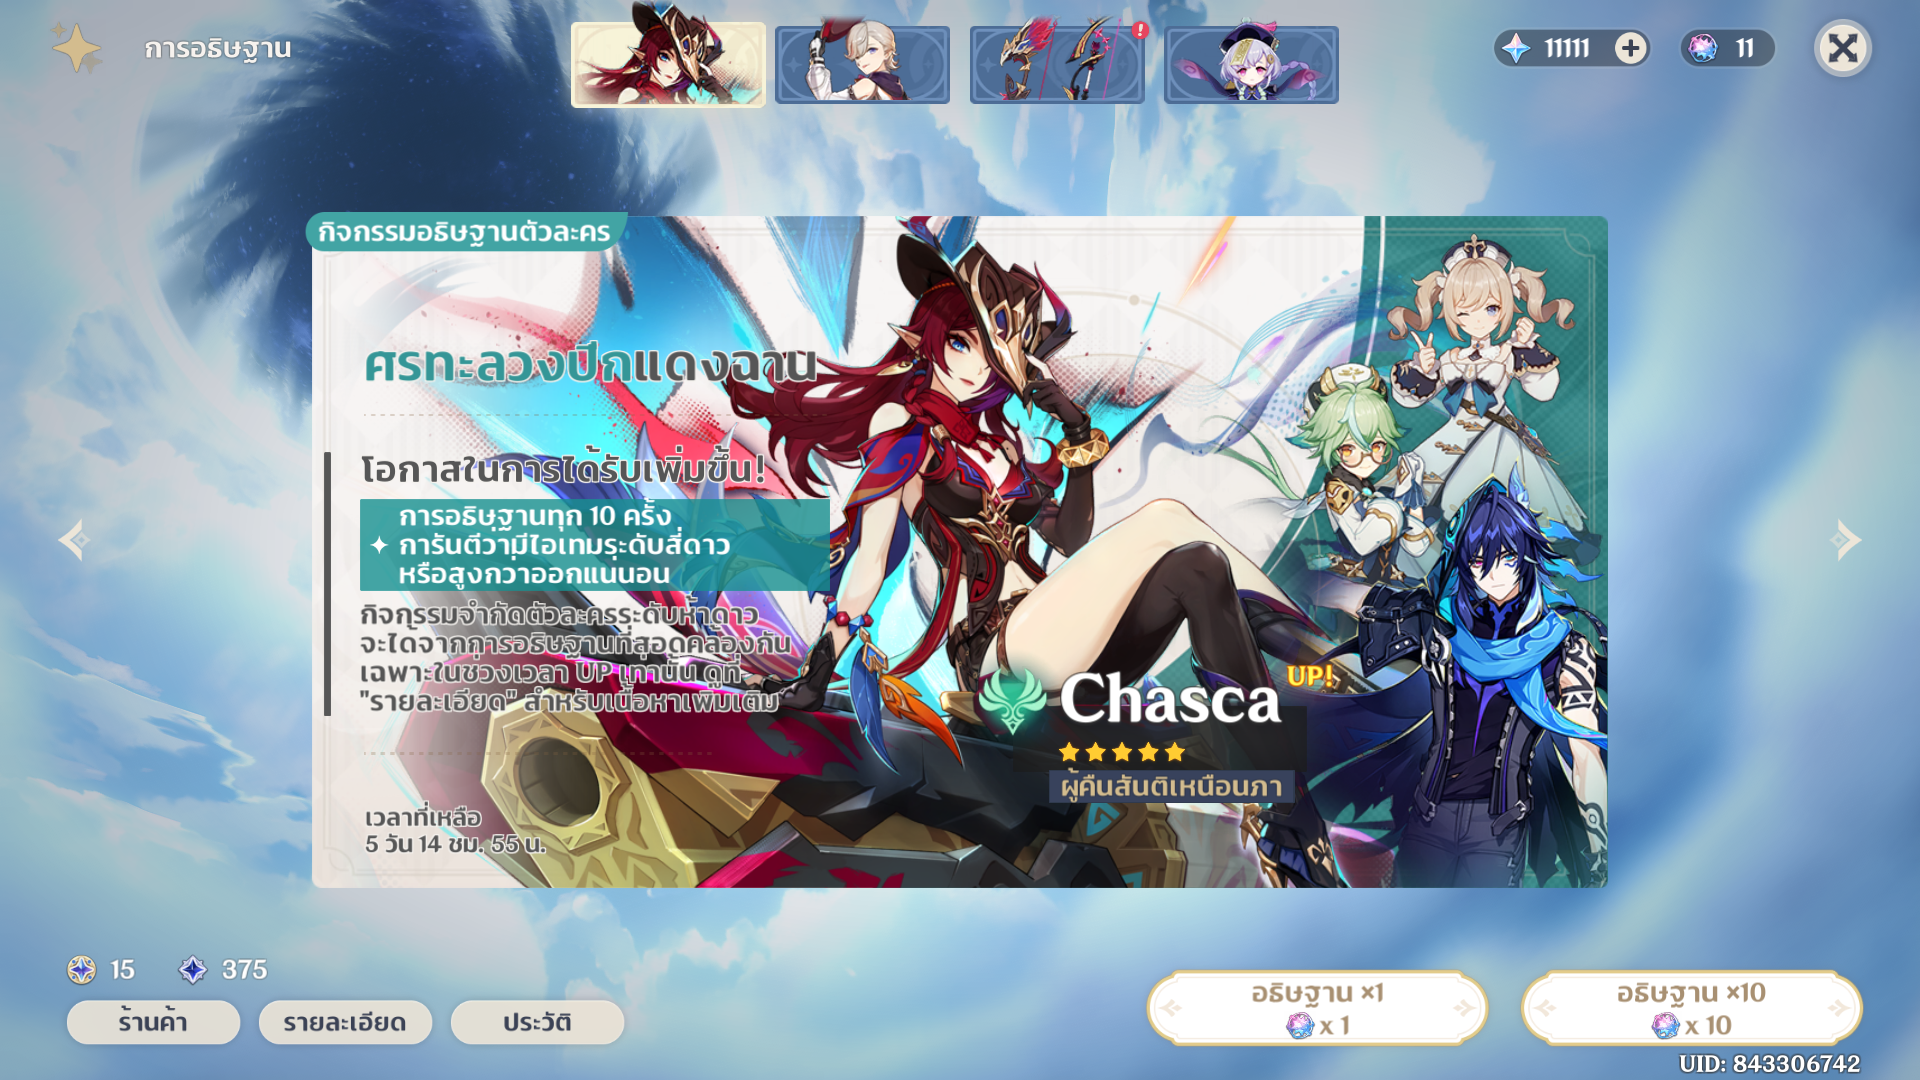 การอธิษฐาน
11111
11
กิจกรรมอธิษฐานตัวละคร
ศรทะลวงปีกแดงฉาน
โอกาสในการได้รับเพิ่มขึ้น!
การอธิษฐานทุก 10 ครั้ง
การันตีว่ามีไอเทมระดับสี่ดาว
หรือสูงกว่าออกแน่นอน
กิจกรรมจำกัดตัวละครระดับห้าดาว
จะได้จากการอธิษฐานที่สอดคล้องกัน
เฉพาะในช่วงเวลา UP เท่านั้น ดูที่
"รายละเอียด" สำหรับเนื้อหาเพิ่มเติม
เวลาที่เหลือ
5 วัน 14 ชม. 55 น.
Chasca
UP!
ผู้คืนสันติเหนือนภา
15
375
ร้านค้า
รายละเอียด
ประวัติ
อธิษฐาน ×1
x 1
อธิษฐาน ×10
x 10
UID: 843306742